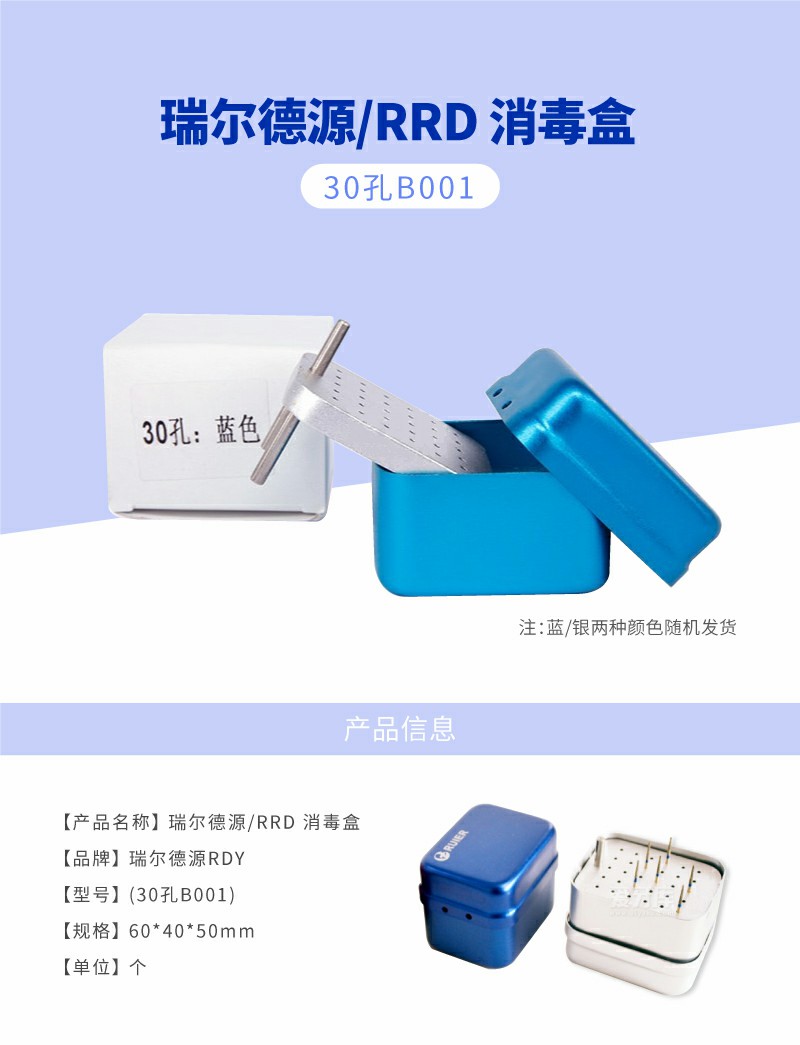 瑞尔德源/RRD 消毒盒
30孔B001
30孔：蓝色
注:蓝/银两种颜色随机发货
产品信息
【产品名称】瑞尔德源/RRD 消毒盒
【品牌】瑞尔德源RDY
【型号】(30孔B001)
【规格】60*40*50mm
【单位】个
RUIER